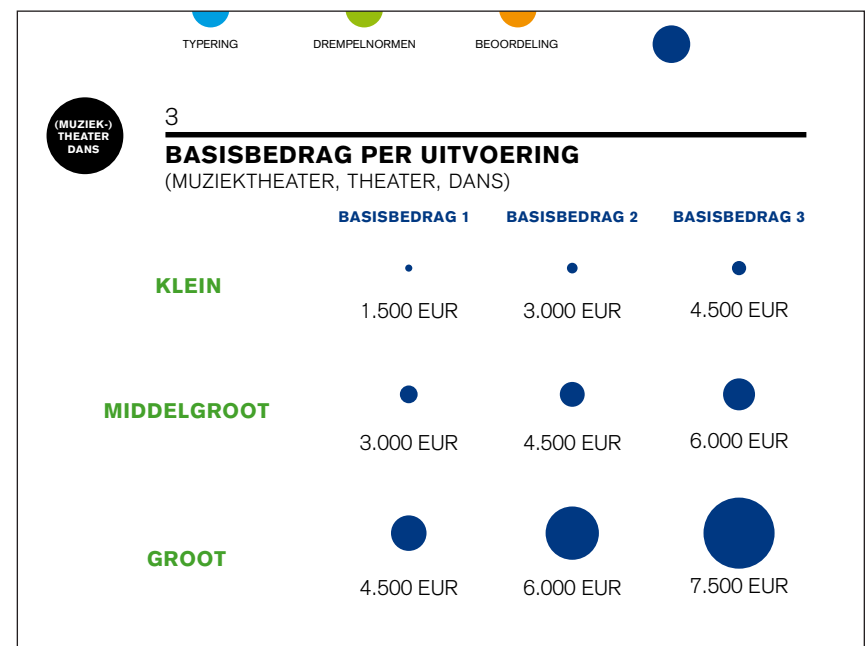 TYPERING DREMPELNORMEN BEOORDELING
(MUZIEK-)
THEATER
DANS
3
BASISBEDRAG PER UITVOERING
(MUZIEKTHEATER, THEATER, DANS)
BASISBEDRAG 1 BASISBEDRAG 2 BASISBEDRAG 3
KLEIN
1.500 EUR 3.000 EUR 4.500 EUR
MIDDELGROOT
3.000 EUR 4.500 EUR 6.000 EUR
GROOT
4.500 EUR 6.000 EUR 7.500 EUR